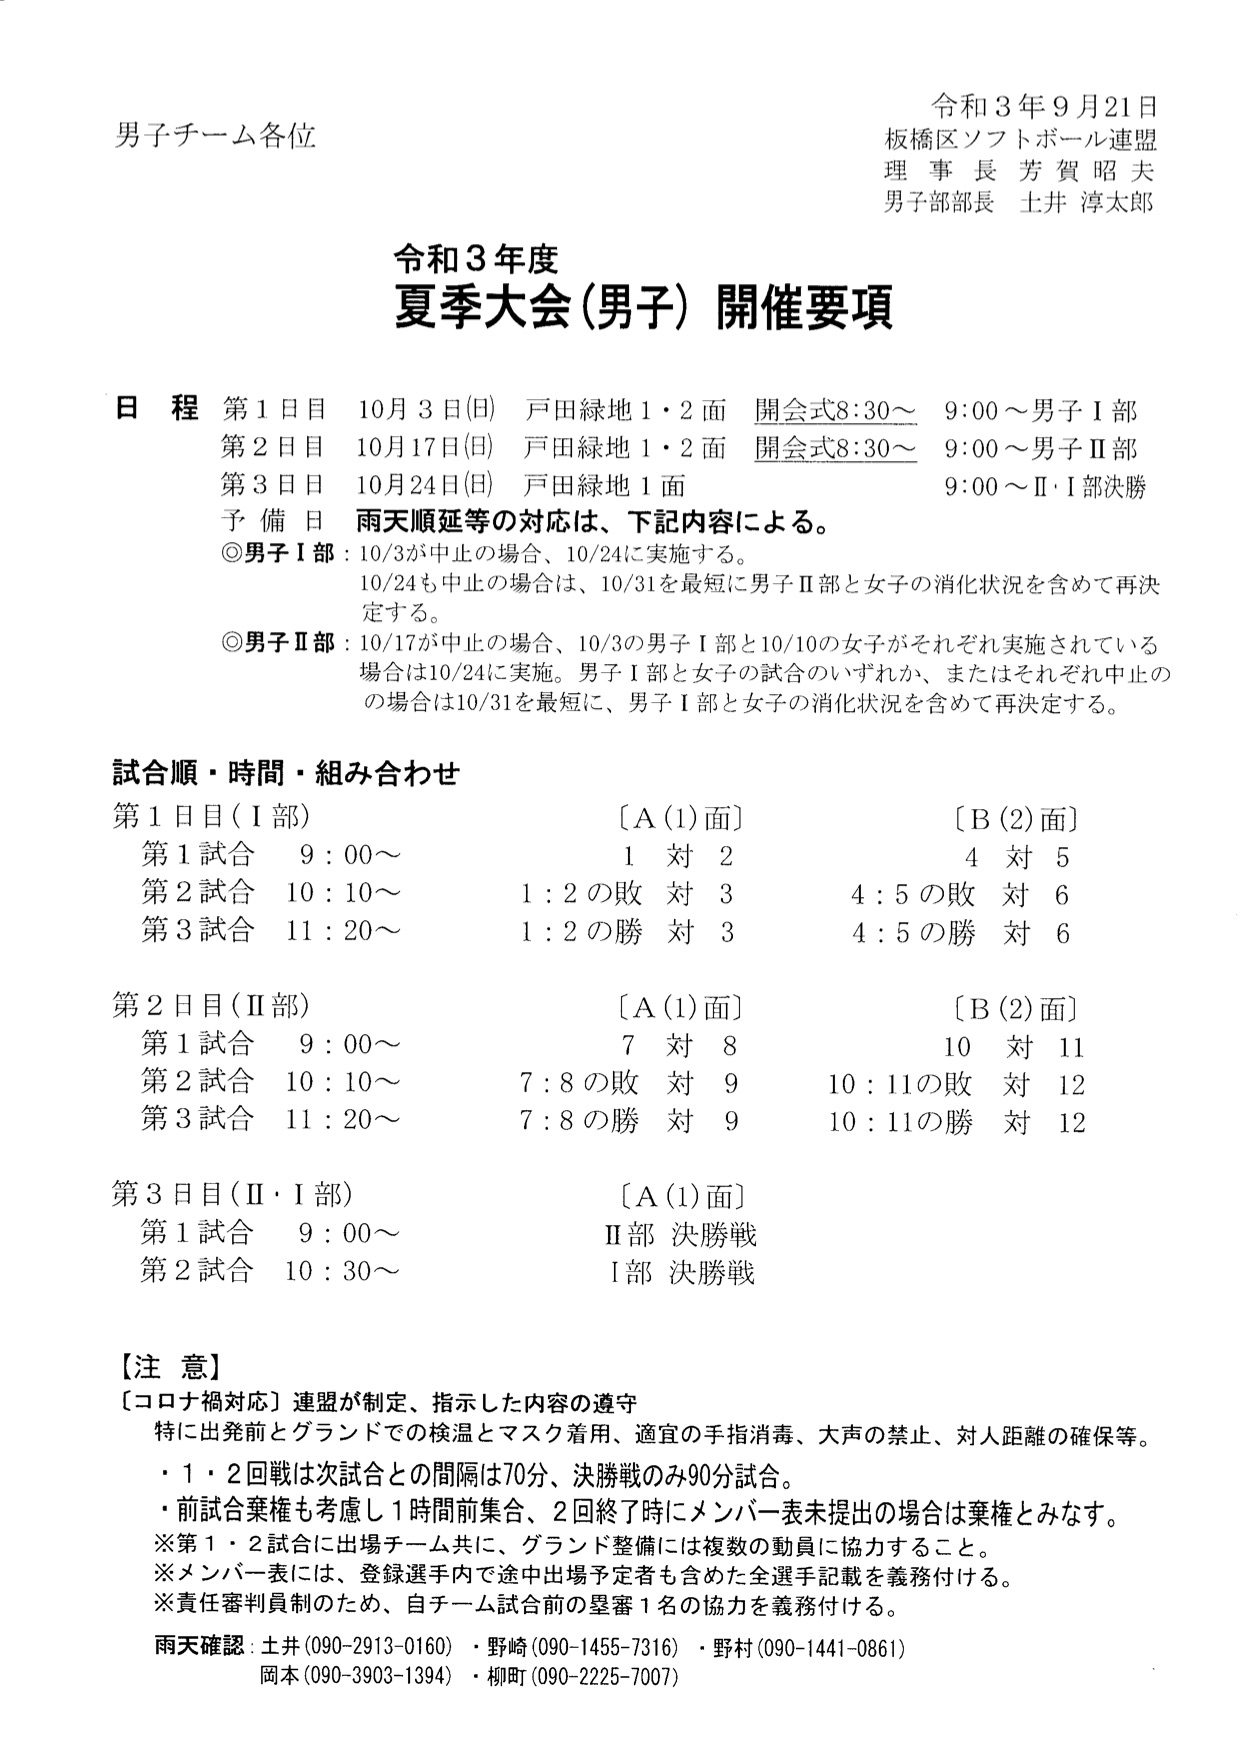 令和３年９月21日
男子チーム各位
板橋区ソフトボール連盟
理 事 長 芳 賀 昭 夫
男子部部長 土井 淳太郎
令和３年度
夏季大会（男子） 開催要項
日 程 第１日目 10月３日(日) 戸田緑地１・２面 開会式8:30～ 9:00～男子Ⅰ部
第２日目 10月17日(日) 戸田緑地１・２面 開会式8:30～ 9:00～男子Ⅱ部
第３日目 10月24日(日) 戸田緑地１面 9:00～Ⅱ・Ⅰ部決勝
予 備 日 雨天順延等の対応は、下記内容による。
◎男子Ⅰ部：10/3が中止の場合、10/24に実施する。
10/24も中止の場合は、10/31を最短に男子Ⅱ部と女子の消化状況を含めて再決
定する。
◎男子Ⅱ部：10/17が中止の場合、10/3の男子Ⅰ部と10/10の女子がそれぞれ実施されている
場合は10/24に実施。男子Ⅰ部と女子の試合のいずれか、またはそれぞれ中止の
の場合は10/31を最短に、男子Ⅰ部と女子の消化状況を含めて再決定する。
試合順・時間・組み合わせ
第１日目(Ⅰ部) 〔A(1)面〕 〔B(2)面〕
第１試合 9：00～ 1 対 2 4 対 5
第２試合 10：10～ 1：2の敗 対 3 4：5の敗 対 6
第３試合 11：20～ 1：2の勝 対 3 4：5の勝 対 6
第２日目(Ⅱ部) 〔A(1)面〕 〔B(2)面〕
第１試合 9：00～ 7 対 8 10 対 11
第２試合 10：10～ 7：8の敗 対 9 10：11の敗 対 12
第３試合 11：20～ 7：8の勝 対 9 10：11の勝 対 12
第３日目(Ⅱ・Ⅰ部) 〔A(1)面〕
第１試合 9：00～ Ⅱ部 決勝戦
第２試合 10：30～ Ⅰ部 決勝戦
【注 意】
〔コロナ禍対応〕連盟が制定、指示した内容の遵守
特に出発前とグランドでの検温とマスク着用、適宜の手指消毒、大声の禁止、対人距離の確保等。
・１・２回戦は次試合との間隔は70分、決勝戦のみ90分試合。
・前試合棄権も考慮し１時間前集合、２回終了時にメンバー表未提出の場合は棄権とみなす。
※第１・２試合に出場チーム共に、グランド整備には複数の動員に協力すること。
※メンバー表には、登録選手内で途中出場予定者も含めた全選手記載を義務付ける。
※責任審判員制のため、自チーム試合前の塁審１名の協力を義務付ける。
雨天確認：土井(090-2913-0160) ・野崎(090-1455-7316) ・野村(090-1441-0861)
岡本(090-3903-1394) ・柳町(090-2225-7007)